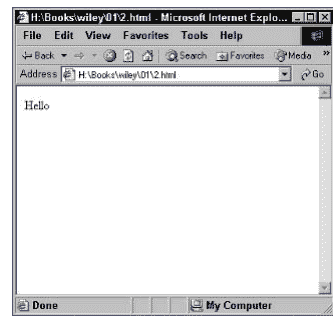 H:\Books\wiley\01\2.html - Microsoft Internet Explo...
File Edit View Favorites Tools Help
Back Search Favorites Media »
Address H:\Books\wiley\01\2.html Go
Hello
Done My Computer